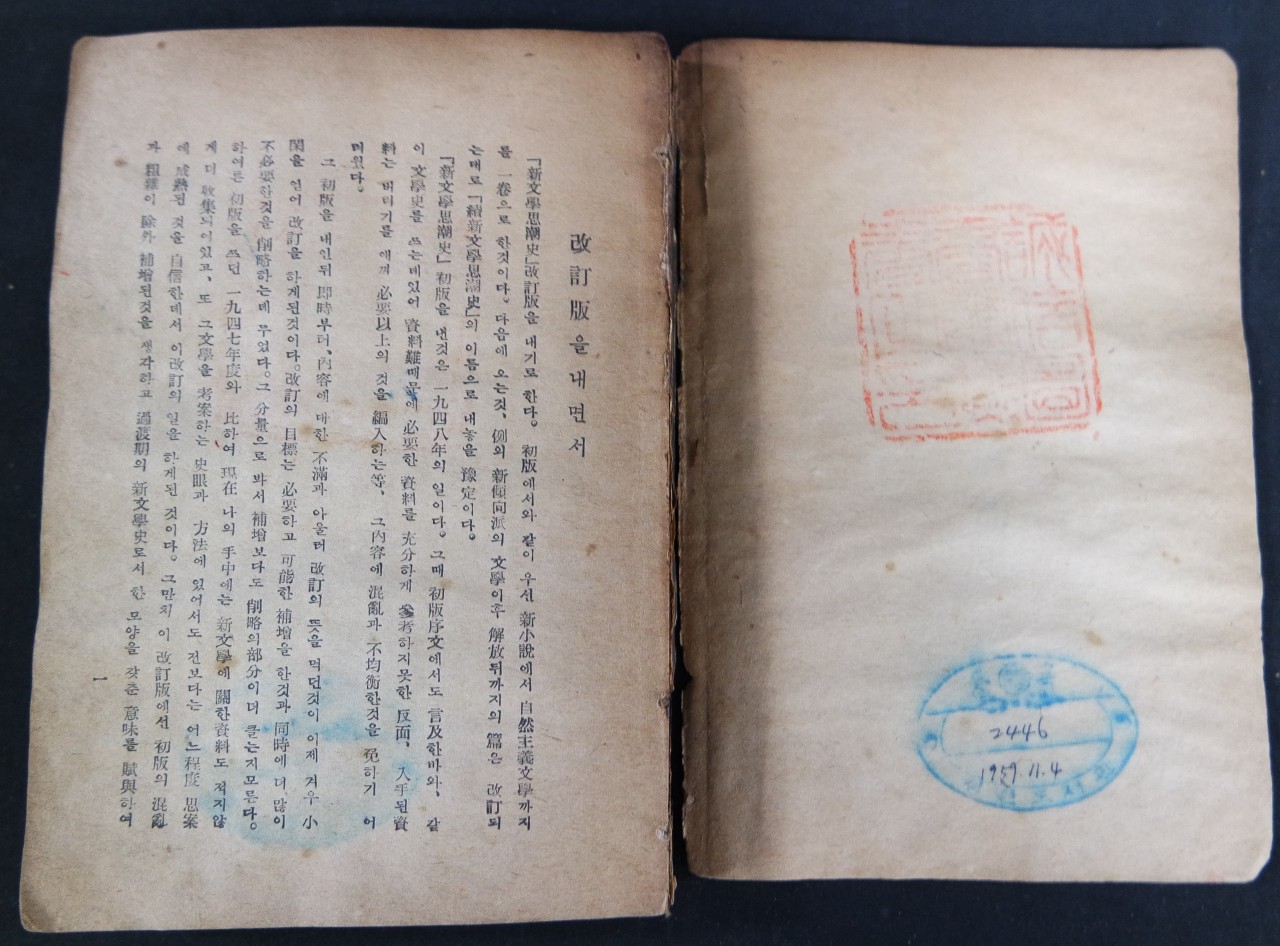 改訂版을내면서
『新文學思潮史』改訂版을 내기로 한다。 初版에서와 같이 우선 新小說에서 自然主義文學까지
를 一卷으로 한것이다。 다음에 오는것、 例의 新傾向派의 文學이후 解放뒤까지의 篇은 改訂되
는대로 「續新文學思潮史」의 이름으로 내놓을 豫定이다。
『新文學思潮史』 初版을 낸것은 一九四八年의 일이다。 그때 初版序文에서도 言及한바와、 같
이 文學史를 쓰는데있어 資料難때문에 必要한 資料를 充分하게 參考하지못한 反面、 入手된 資
料는 버리기를 애껴 必要以上의 것을 編入하는等、 그內容에 混亂과 不均衡한것을 免하기 어
려웠다。
그 初版을 내인뒤 即時부터、內容에 대한 不滿과 아울러 改訂의 뜻을 먹던것이 이제 겨우 小
閑을 얻어 改訂을 하게된것이다。改訂의 目標는 必要하고 可能한 補增을 한것과 同時에 더 많이
不必要한것을 削略하는데 두었다。그 分量으로 봐서 補增보다도 削略의 部分이 더 클는지모른다。
하여튼 初版을 쓰던 一九四七年度와 比하여 現在 나의 手中에는 新文學에 關한資料도 적지않
게 더 收集되어있고、 또 그文學을 考案하는 史眼과 方法에 있어서도 전보다는 어느 程度 思案
에 成熟된 것을 自信한데서 이改訂의 일을 하게된 것이다。그만치 이 改訂版에선 初版의 混亂
과 粗雜이 除外 補增된것을 생각하고 過渡期의 新文學史로서 한 모양을 갖춘 意味를 賦與하여
一
2446
1959.11.4